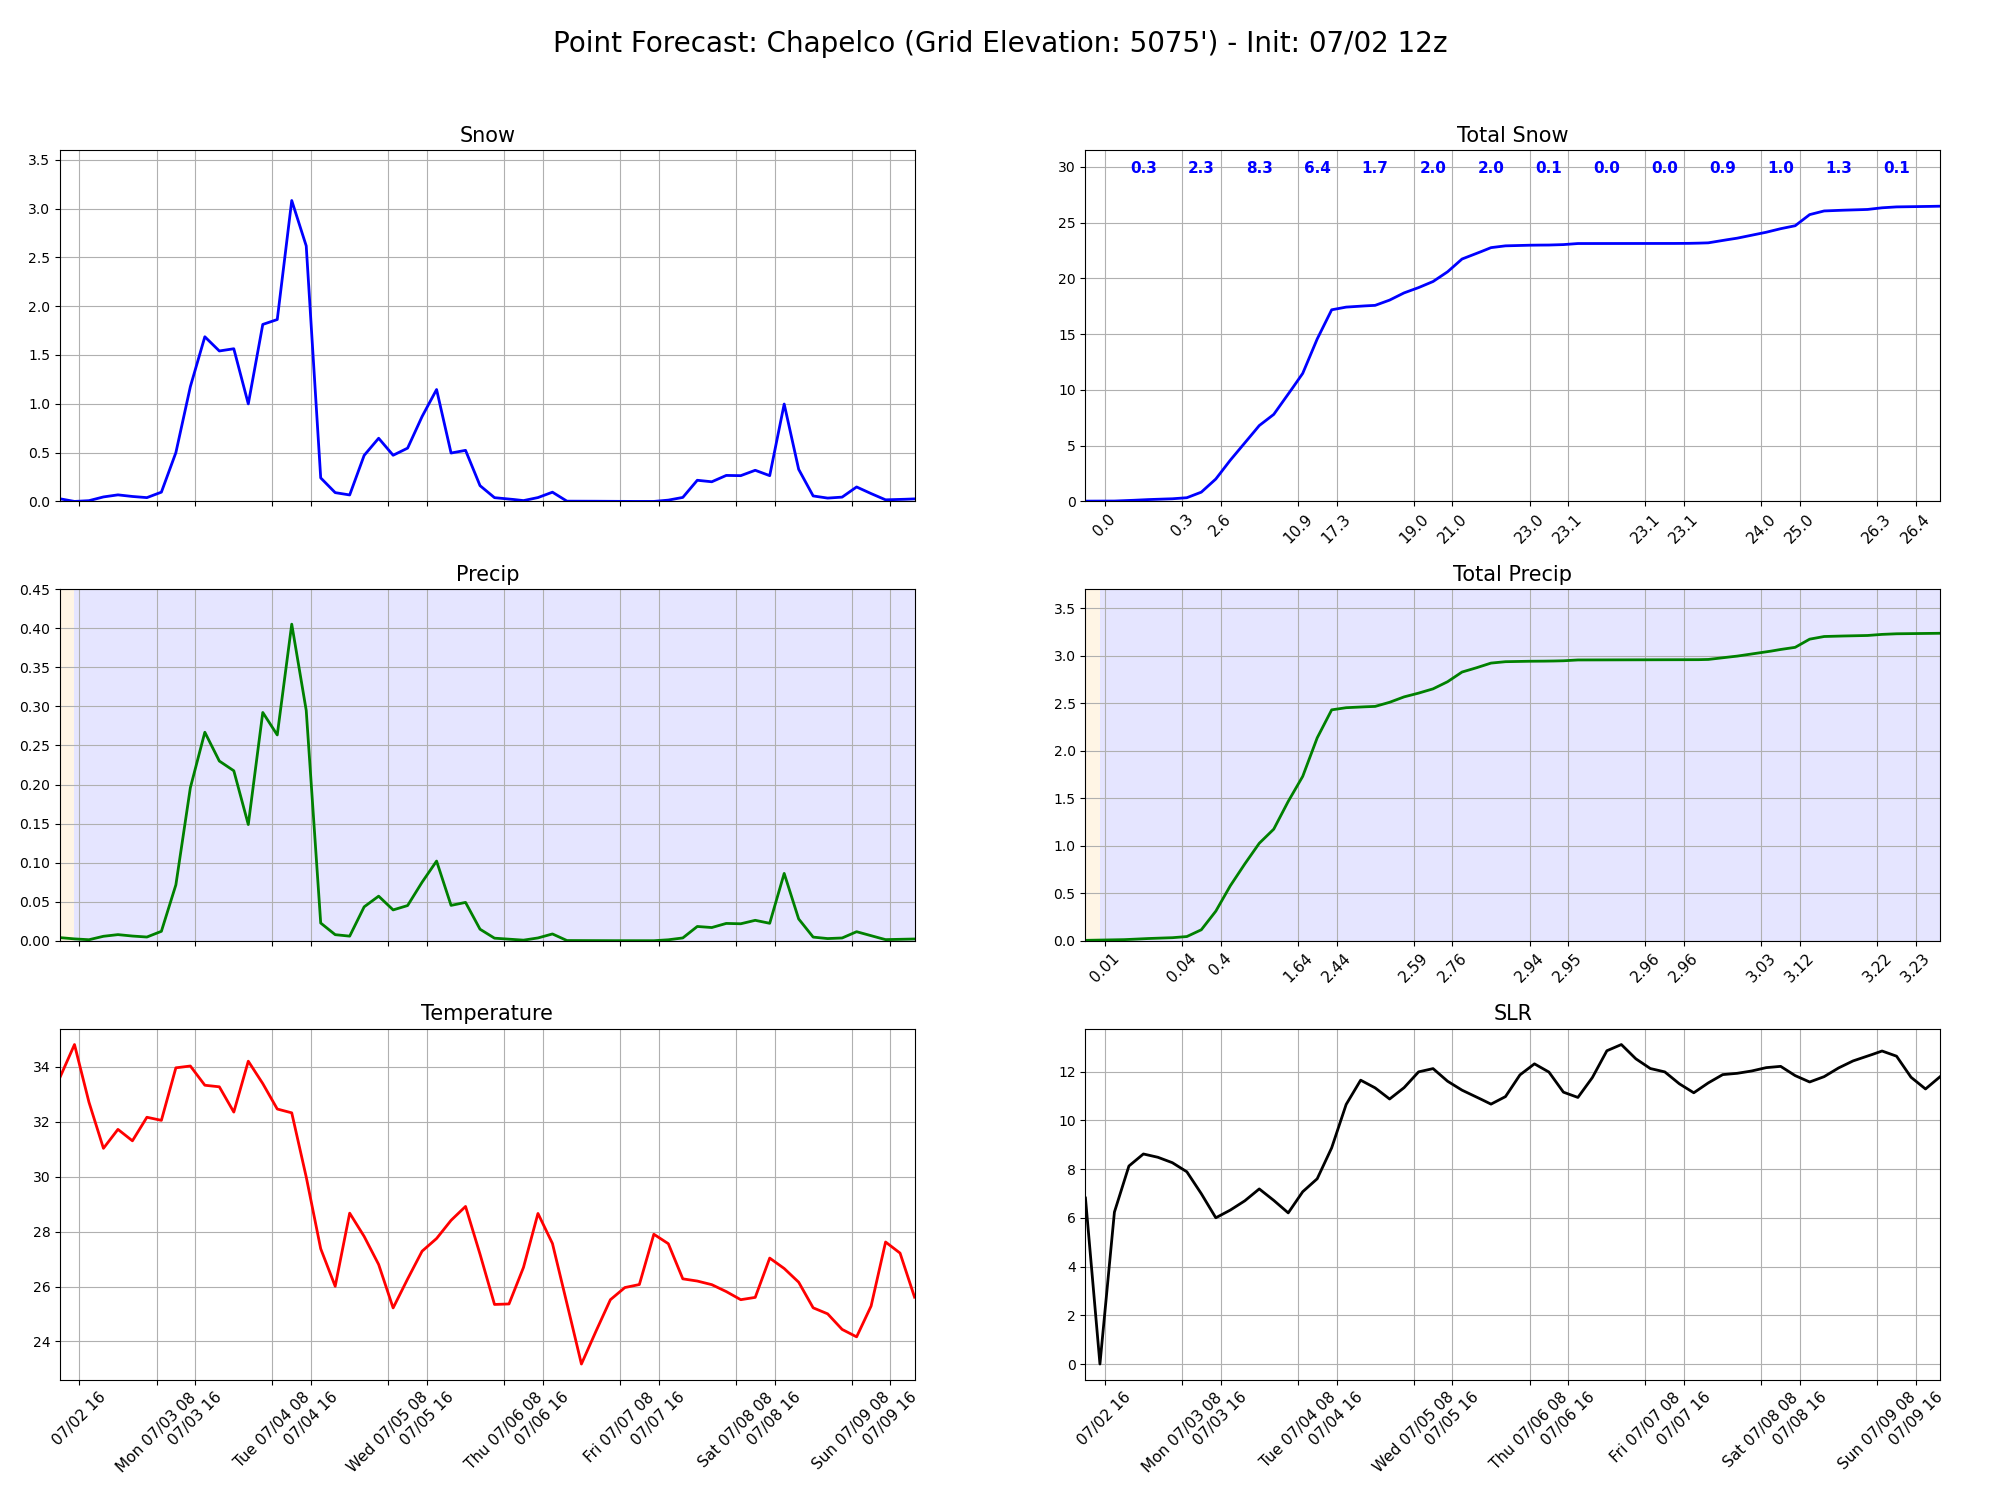 Point Forecast: Chapelco (Grid Elevation: 5075') - Init: 07/02 12z
Snow
3.5
3.0
2.5
2.0
1.5
1.0
0.5
0.0
Total Snow
30
25
20
15
10
5
0
0.3 2.3 8.3 6.4 1.7 2.0 2.0 0.1 0.0 0.0 0.9 1.0 1.3 0.1
0.0 0.3 2.6 10.9 17.3 19.0 21.0 23.0 23.1 23.1 23.1 24.0 25.0 26.3 26.4
Precip
0.45
0.40
0.35
0.30
0.25
0.20
0.15
0.10
0.05
0.00
Total Precip
3.5
3.0
2.5
2.0
1.5
1.0
0.5
0.0
0.01 0.04 0.4 1.64 2.44 2.59 2.76 2.94 2.95 2.96 2.96 3.03 3.12 3.22 3.23
Temperature
34
32
30
28
26
24
07/02 16
Mon 07/03 08
07/03 16
Tue 07/04 08
07/04 16
Wed 07/05 08
07/05 16
Thu 07/06 08
07/06 16
Fri 07/07 08
07/07 16
Sat 07/08 08
07/08 16
Sun 07/09 08
07/09 16
SLR
12
10
8
6
4
2
0
07/02 16
Mon 07/03 08
07/03 16
Tue 07/04 08
07/04 16
Wed 07/05 08
07/05 16
Thu 07/06 08
07/06 16
Fri 07/07 08
07/07 16
Sat 07/08 08
07/08 16
Sun 07/09 08
07/09 16